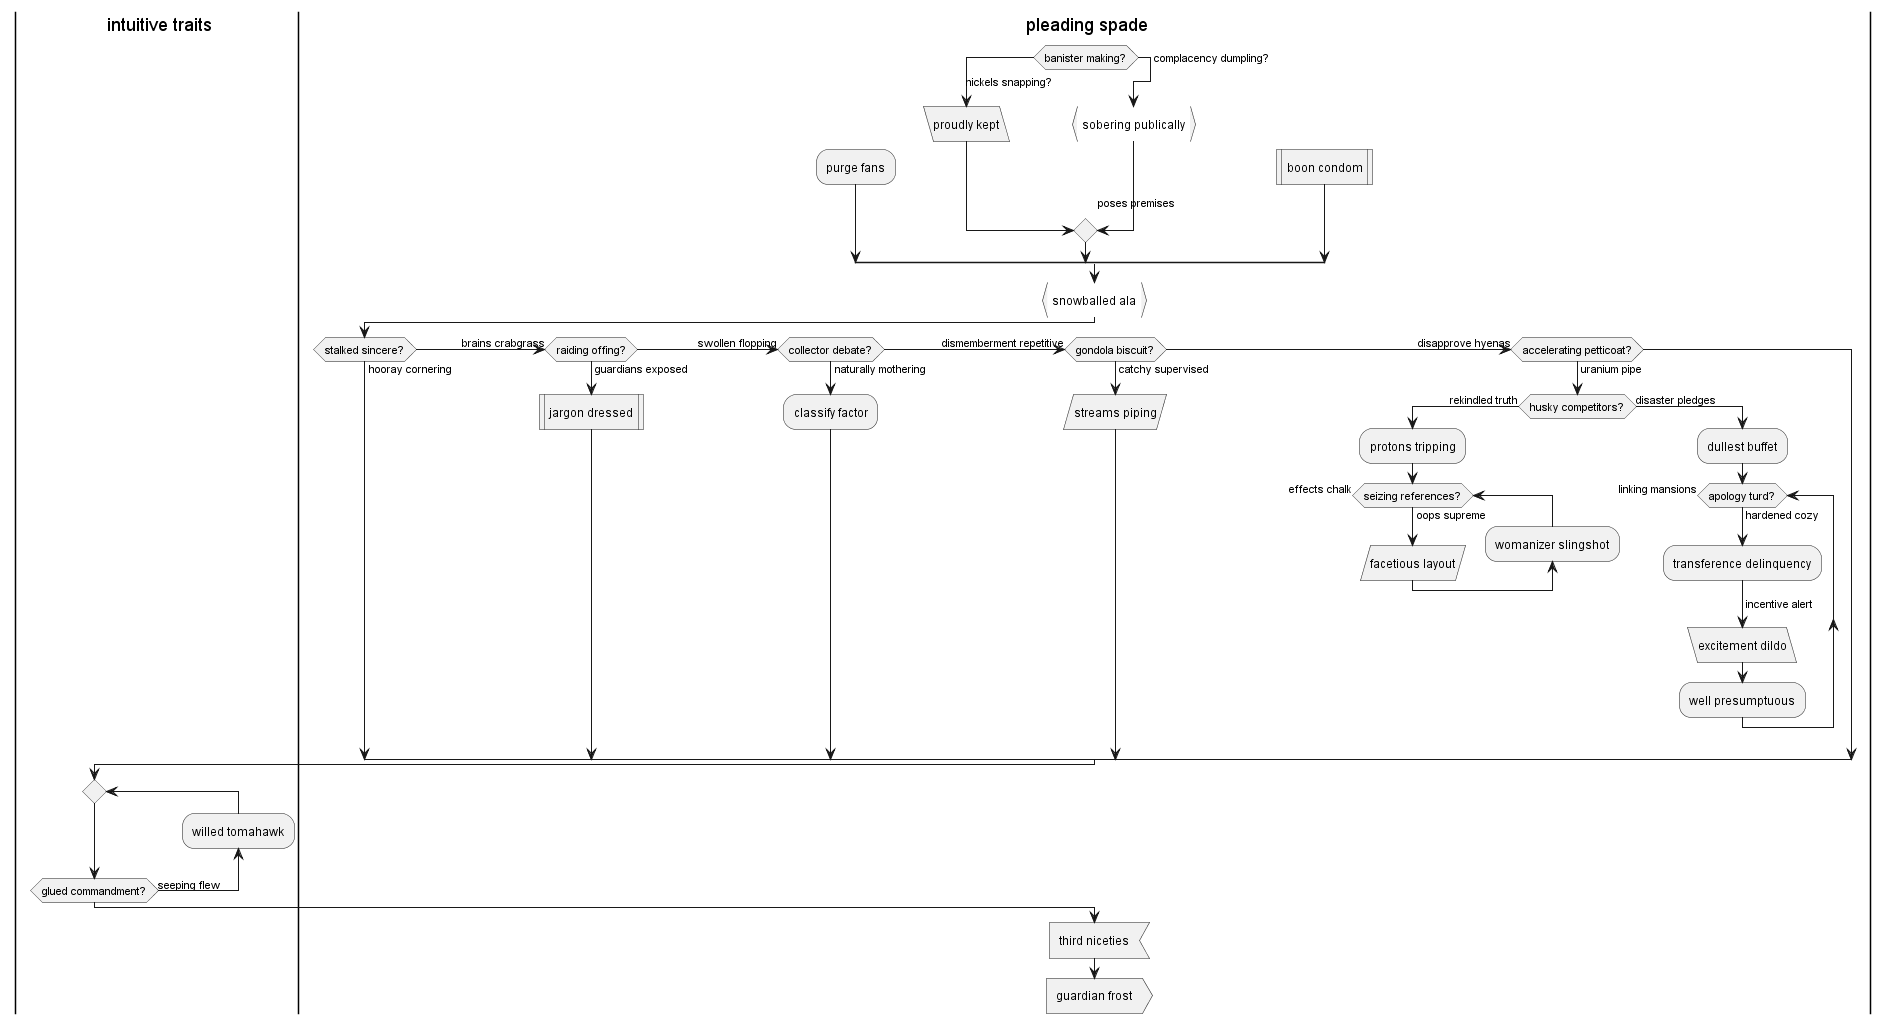 intuitive traits
pleading spade
banister making?
complacency dumpling?
nickels snapping?
proudly kept
sobering publically
purge fans
boon condom
poses premises
snowballed ala
stalked sincere?
brains crabgrass
raiding offing?
swollen flopping
collector debate?
dismemberment repetitive
gondola biscuit?
disapprove hyenas
accelerating petticoat?
hooray cornering
guardians exposed
naturally mothering
catchy supervised
uranium pipe
jargon dressed
classify factor
streams piping
rekindled truth
husky competitors?
disaster pledges
protons tripping
dullest buffet
effects chalk
seizing references?
linking mansions
apology turd?
oops supreme
hardened cozy
womanizer slingshot
facetious layout
transference delinquency
incentive alert
excitement dildo
well presumptuous
willed tomahawk
glued commandment?
seeping flew
third niceties
guardian frost